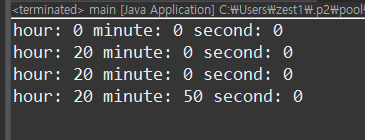 <terminated> main [Java Application] C:₩Users₩zest1₩.p2₩pool₩
hour: 0 minute: 0 second: 0
hour: 20 minute: 0 second: 0
hour: 20 minute: 0 second: 0
hour: 20 minute: 50 second: 0